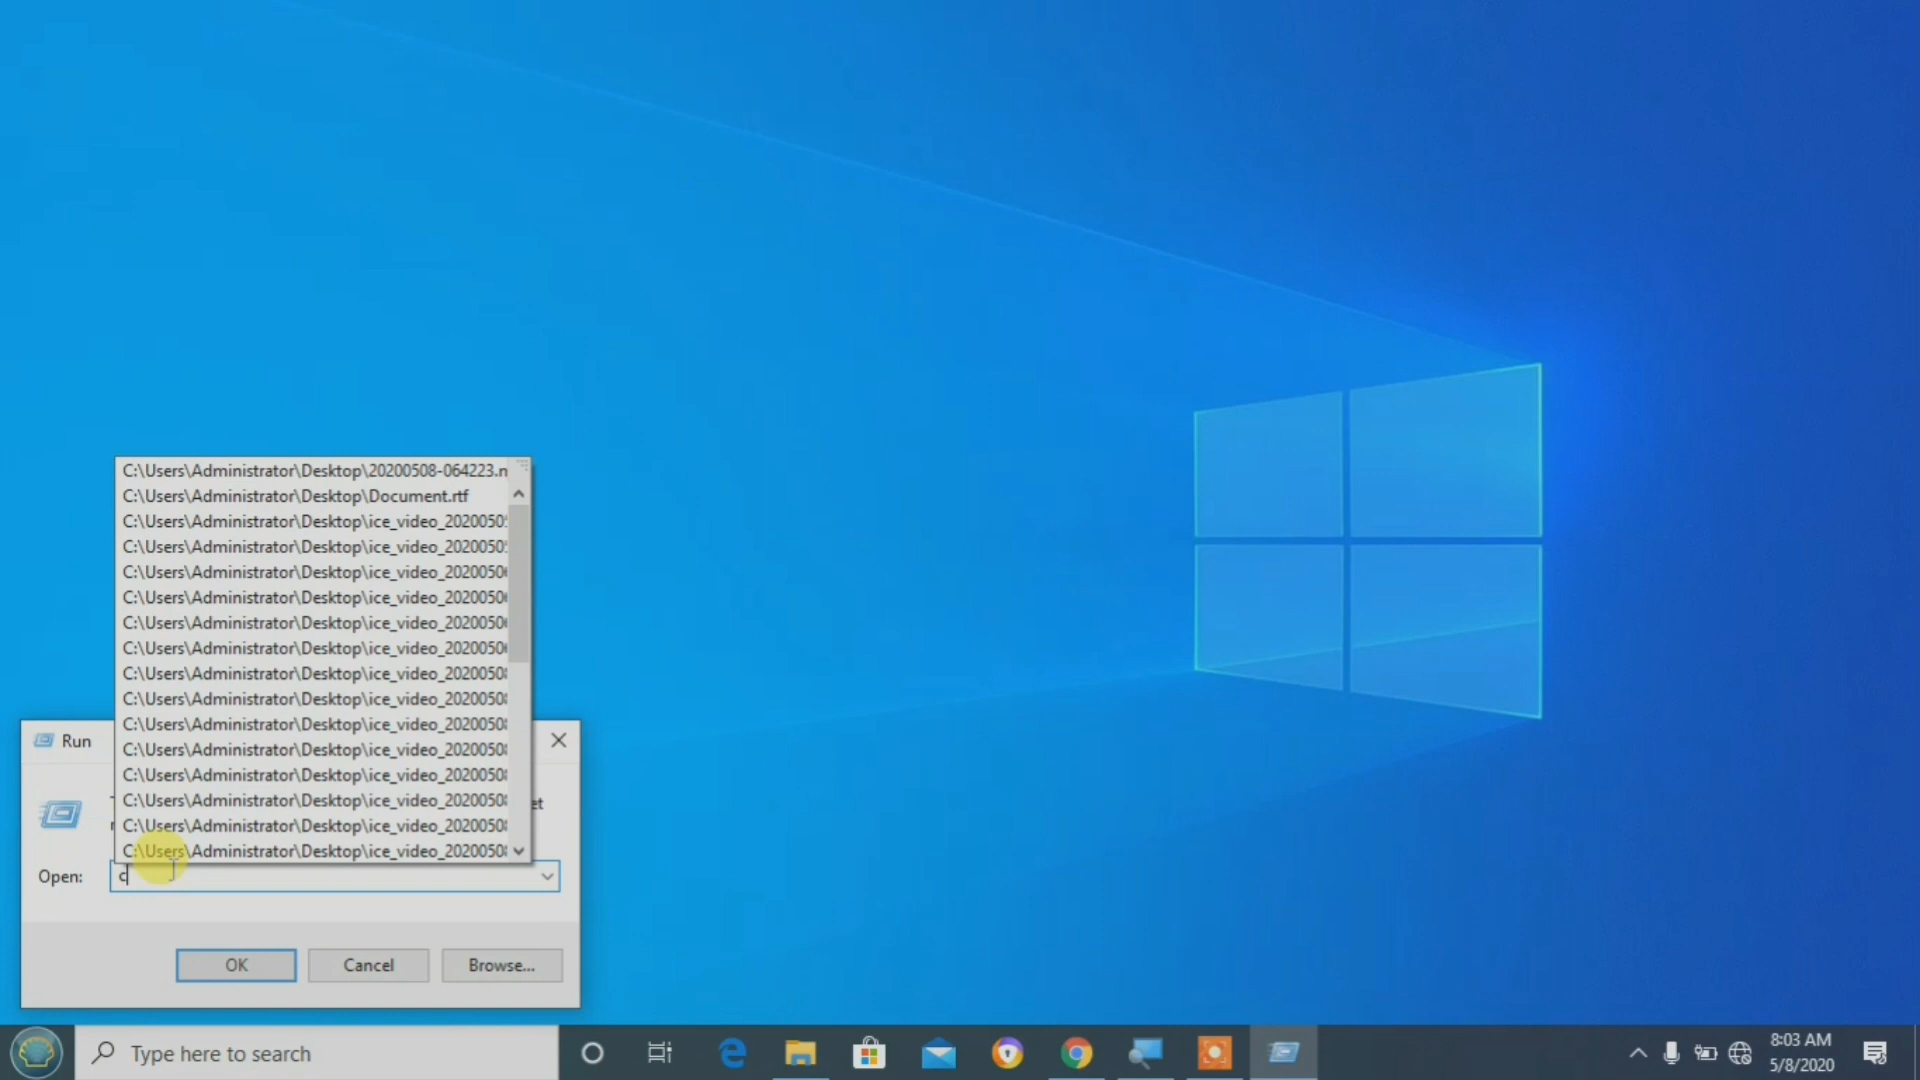 C:\Users\Administrator\Desktop\20200508-064223.m
C:\Users\Administrator\Desktop\Document.rtf
C:\Users\Administrator\Desktop\ice_video_2020050
C:\Users\Administrator\Desktop\ice_video_2020050
C:\Users\Administrator\Desktop\ice_video_2020050
C:\Users\Administrator\Desktop\ice_video_2020050
C:\Users\Administrator\Desktop\ice_video_2020050
C:\Users\Administrator\Desktop\ice_video_2020050
C:\Users\Administrator\Desktop\ice_video_2020050
C:\Users\Administrator\Desktop\ice_video_2020050
C:\Users\Administrator\Desktop\ice_video_2020050
C:\Users\Administrator\Desktop\ice_video_2020050
C:\Users\Administrator\Desktop\ice_video_2020050
C:\Users\Administrator\Desktop\ice_video_2020050
C:\Users\Administrator\Desktop\ice_video_2020050
C:\Users\Administrator\Desktop\ice_video_2020050
Run
et
Open: c
OK Cancel Browse...
Type here to search
8:03 AM
5/8/2020